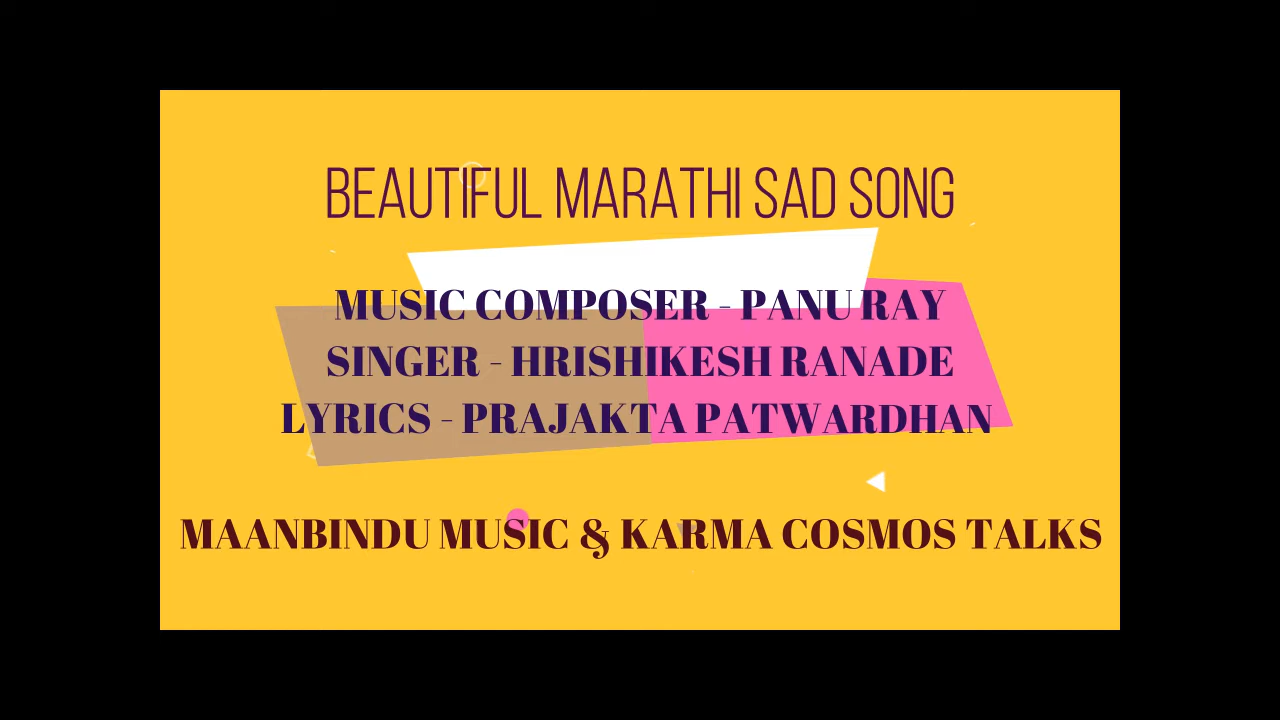 BEAUTIFUL MARATHI SAD SONG
MUSIC COMPOSER - PANU RAY
SINGER - HRISHIKESH RANADE
LYRICS - PRAJAKTA PATWARDHAN
MAANBINDU MUSIC & KARMA COSMOS TALKS